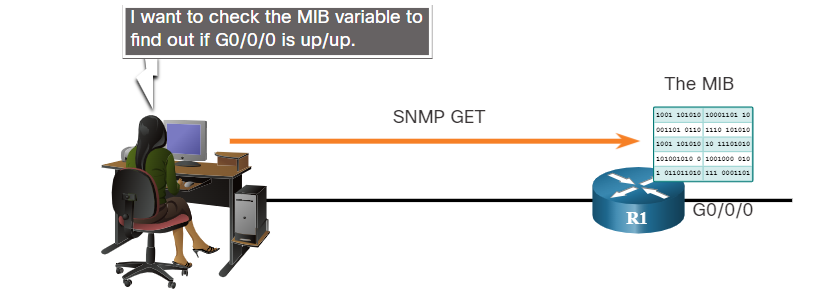 I want to check the MIB variable to
find out if G0/0/0 is up/up.
The MIB
SNMP GET
1001 101010 10001101 10
001101 0110 1110 101010
1001 101010 10 11101010
101001010 0 1001000 010
1 011011010 111 0001101
R1
G0/0/0